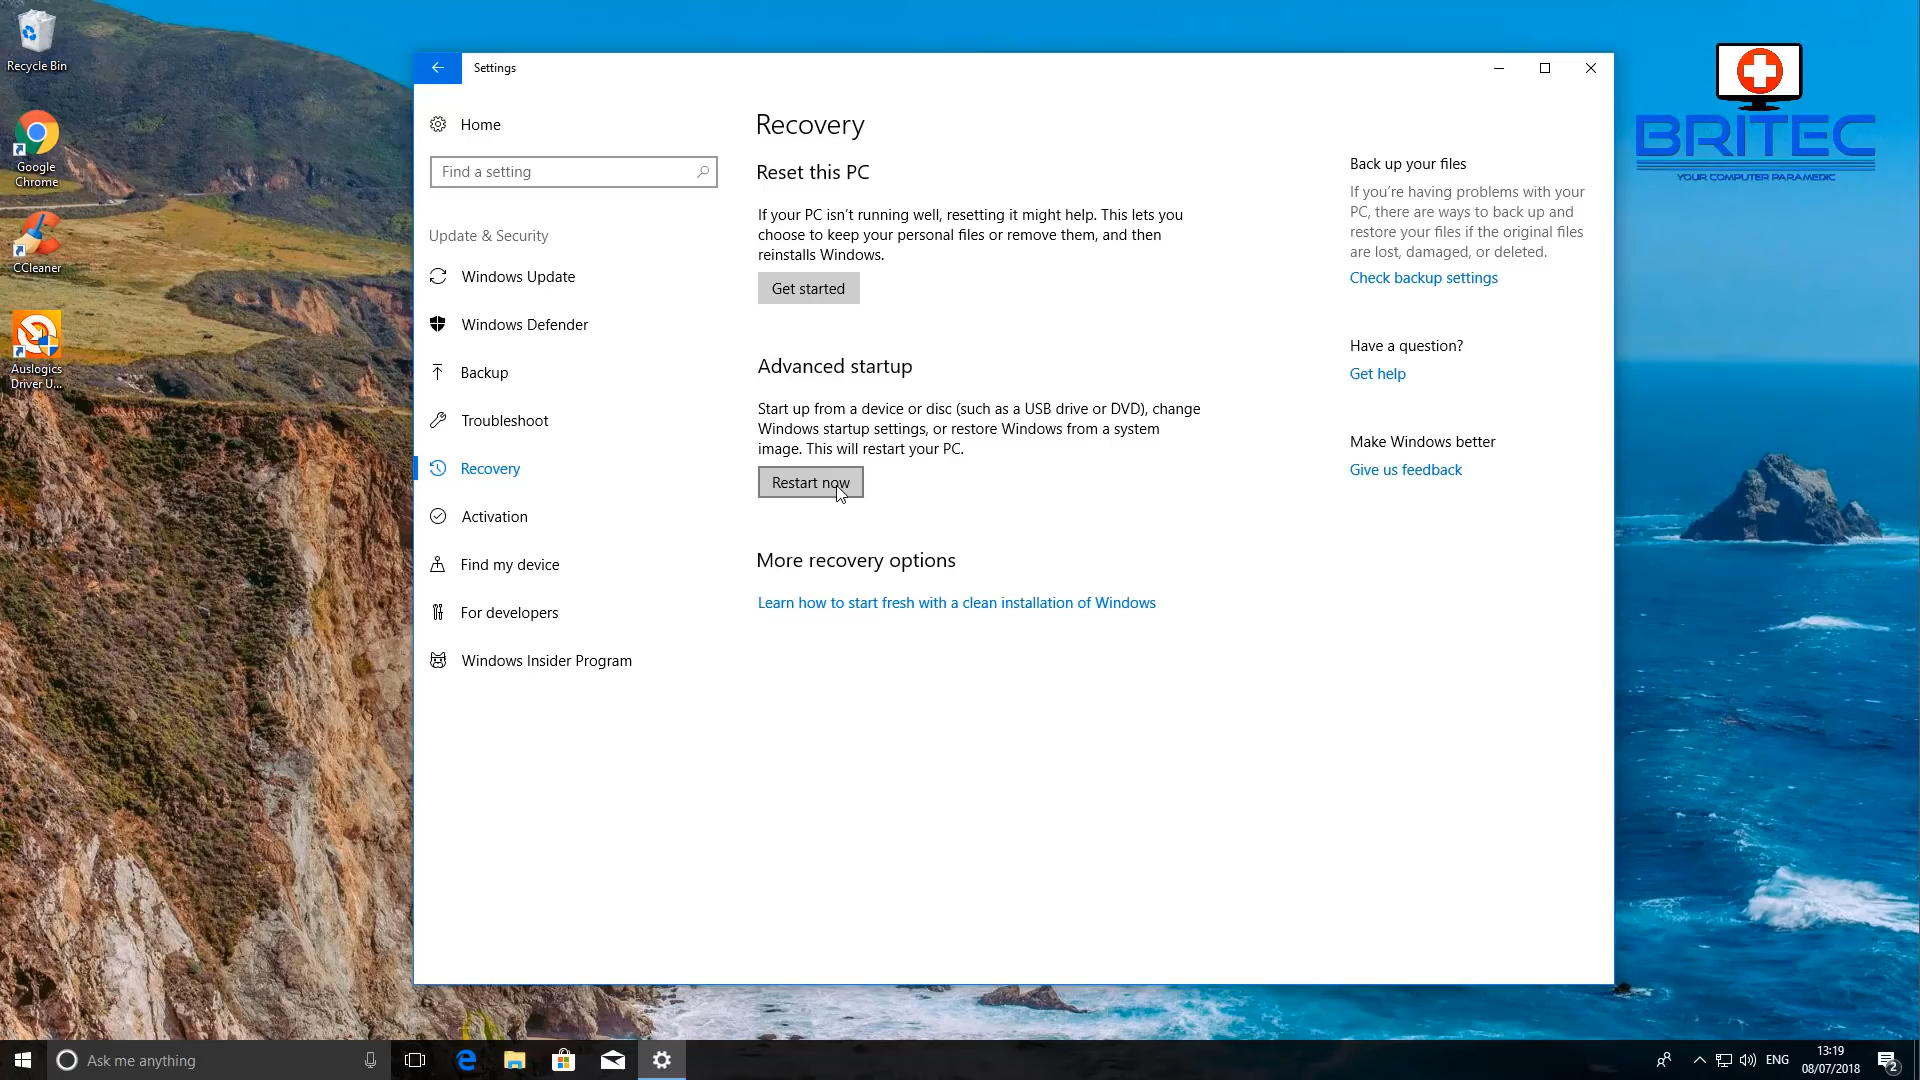 Recycle Bin
Google
Chrome
CCleaner
Auslogics
Driver U...
Settings
Home
Find a setting
Update & Security
Windows Update
Windows Defender
Backup
Troubleshoot
Recovery
Activation
Find my device
For developers
Windows Insider Program
Recovery
Reset this PC
If your PC isn't running well, resetting it might help. This lets you
choose to keep your personal files or remove them, and then
reinstalls Windows.
Get started
Advanced startup
Start up from a device or disc (such as a USB drive or DVD), change
Windows startup settings, or restore Windows from a system
image. This will restart your PC.
Restart now
More recovery options
Learn how to start fresh with a clean installation of Windows
Back up your files
If you're having problems with your
PC, there are ways to back up and
restore your files if the original files
are lost, damaged, or deleted.
Check backup settings
Have a question?
Get help
Make Windows better
Give us feedback
BRITEC
YOUR COMPUTER PARAMEDIC
Ask me anything
ENG
13:19
08/07/2018
2